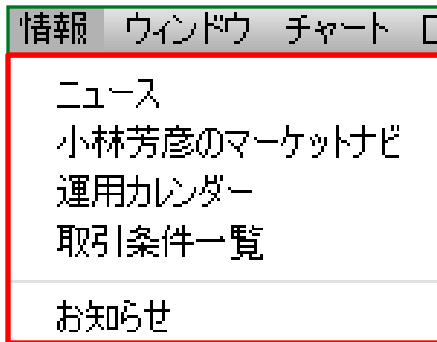 情報 ウィンドウ チャート
ニュース
小林芳彦のマーケットナビ
運用カレンダー
取引条件一覧
お知らせ